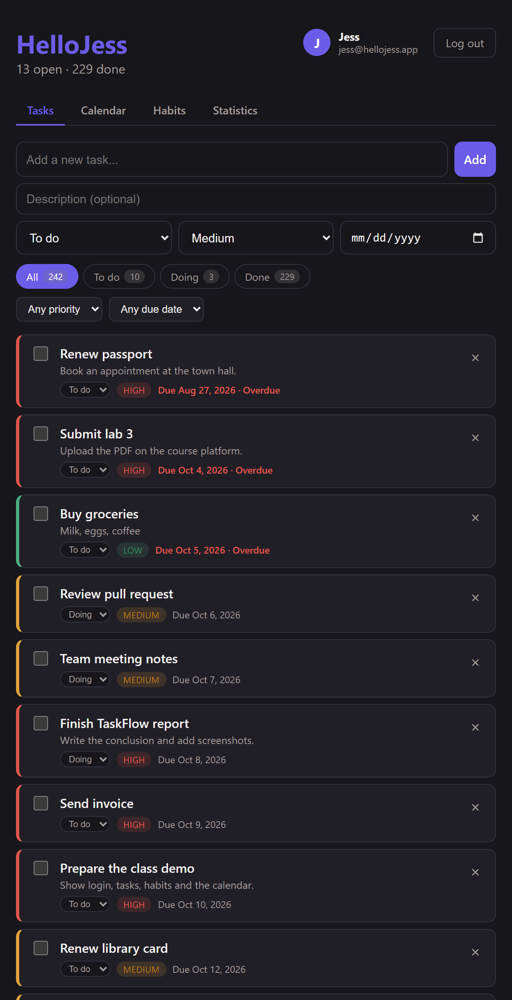 HelloJess
13 open · 229 done
J
Jess
jess@hellojess.app
Log out
Tasks Calendar Habits Statistics
Add a new task...
Add
Description (optional)
To do Medium mm/dd/yyyy
All 242 To do 10 Doing 3 Done 229
Any priority Any due date
Renew passport ×
Book an appointment at the town hall.
To do HIGH Due Aug 27, 2026 · Overdue
Submit lab 3 ×
Upload the PDF on the course platform.
To do HIGH Due Oct 4, 2026 · Overdue
Buy groceries ×
Milk, eggs, coffee
To do LOW Due Oct 5, 2026 · Overdue
Review pull request ×
Doing MEDIUM Due Oct 6, 2026
Team meeting notes ×
Doing MEDIUM Due Oct 7, 2026
Finish TaskFlow report ×
Write the conclusion and add screenshots.
Doing HIGH Due Oct 8, 2026
Send invoice ×
To do HIGH Due Oct 9, 2026
Prepare the class demo ×
Show login, tasks, habits and the calendar.
To do HIGH Due Oct 10, 2026
Renew library card ×
To do MEDIUM Due Oct 12, 2026